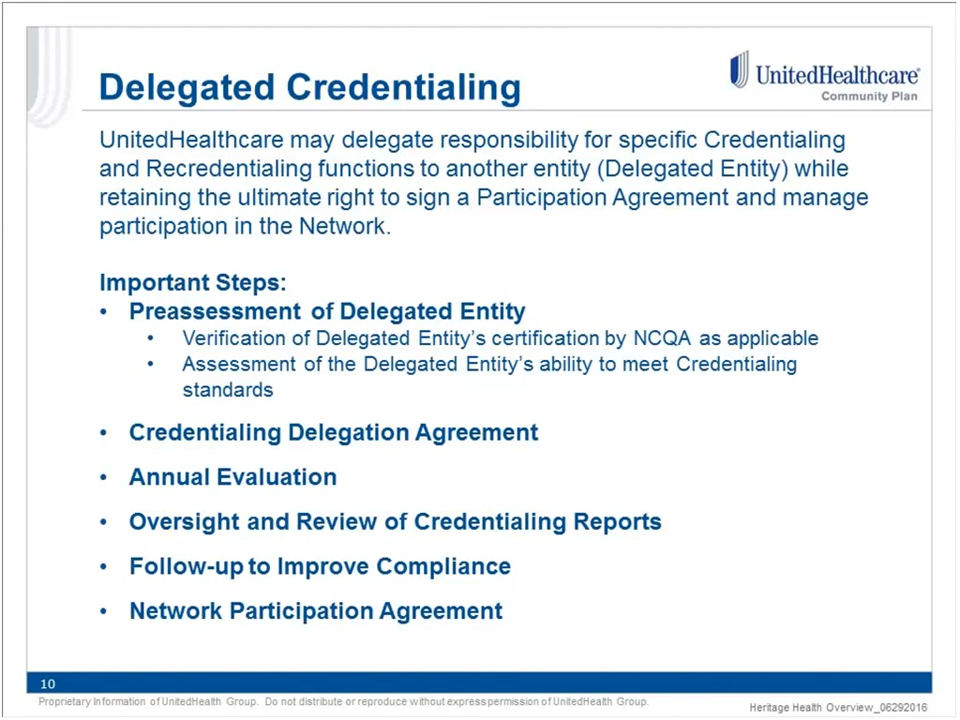 Delegated Credentialing
UnitedHealthcare®
Community Plan
UnitedHealthcare may delegate responsibility for specific Credentialing
and Recredentialing functions to another entity (Delegated Entity) while
retaining the ultimate right to sign a Participation Agreement and manage
participation in the Network.
Important Steps:
• Preassessment of Delegated Entity
• Verification of Delegated Entity's certification by NCQA as applicable
• Assessment of the Delegated Entity's ability to meet Credentialing
standards
• Credentialing Delegation Agreement
• Annual Evaluation
• Oversight and Review of Credentialing Reports
• Follow-up to Improve Compliance
• Network Participation Agreement
10
Proprietary Information of UnitedHealth Group. Do not distribute or reproduce without express permission of UnitedHealth Group.
Heritage Health Overview_06292016